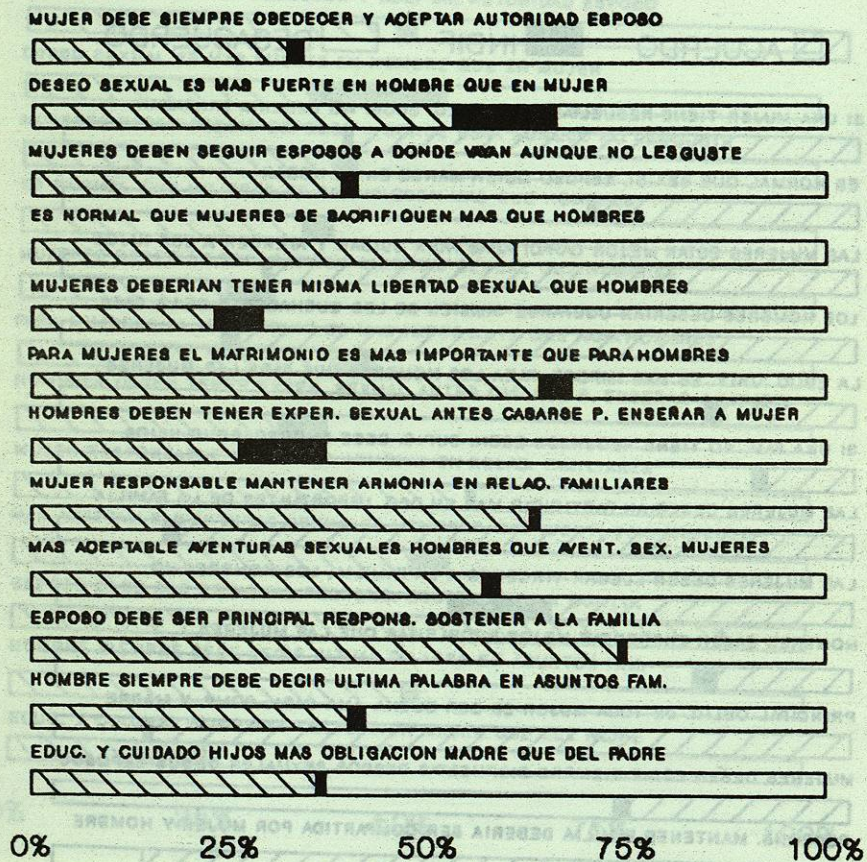 MUJER DEBE SIEMPRE OBEDECER Y ACEPTAR AUTORIDAD ESPOSO
DESEO SEXUAL ES MAS FUERTE EN HOMBRE QUE EN MUJER
MUJERES DEBEN SEGUIR ESPOSOS A DONDE VAYAN AUNQUE NO LES GUSTE
ES NORMAL QUE MUJERES SE SACRIFIQUEN MAS QUE HOMBRES
MUJERES DEBERIAN TENER MISMA LIBERTAD SEXUAL QUE HOMBRES
PARA MUJERES EL MATRIMONIO ES MAS IMPORTANTE QUE PARA HOMBRES
HOMBRES DEBEN TENER EXPER. SEXUAL ANTES CASARSE P. ENSEÑAR A MUJER
MUJER RESPONSABLE MANTENER ARMONIA EN RELAC. FAMILIARES
MAS ACEPTABLE AVENTURAS SEXUALES HOMBRES QUE AVENT. SEX. MUJERES
ESPOSO DEBE SER PRINCIPAL RESPONS. SOSTENER A LA FAMILIA
HOMBRE SIEMPRE DEBE DECIR ULTIMA PALABRA EN ASUNTOS FAM.
EDUC. Y CUIDADO HIJOS MAS OBLIGACION MADRE QUE DEL PADRE
0% 25% 50% 75% 100%